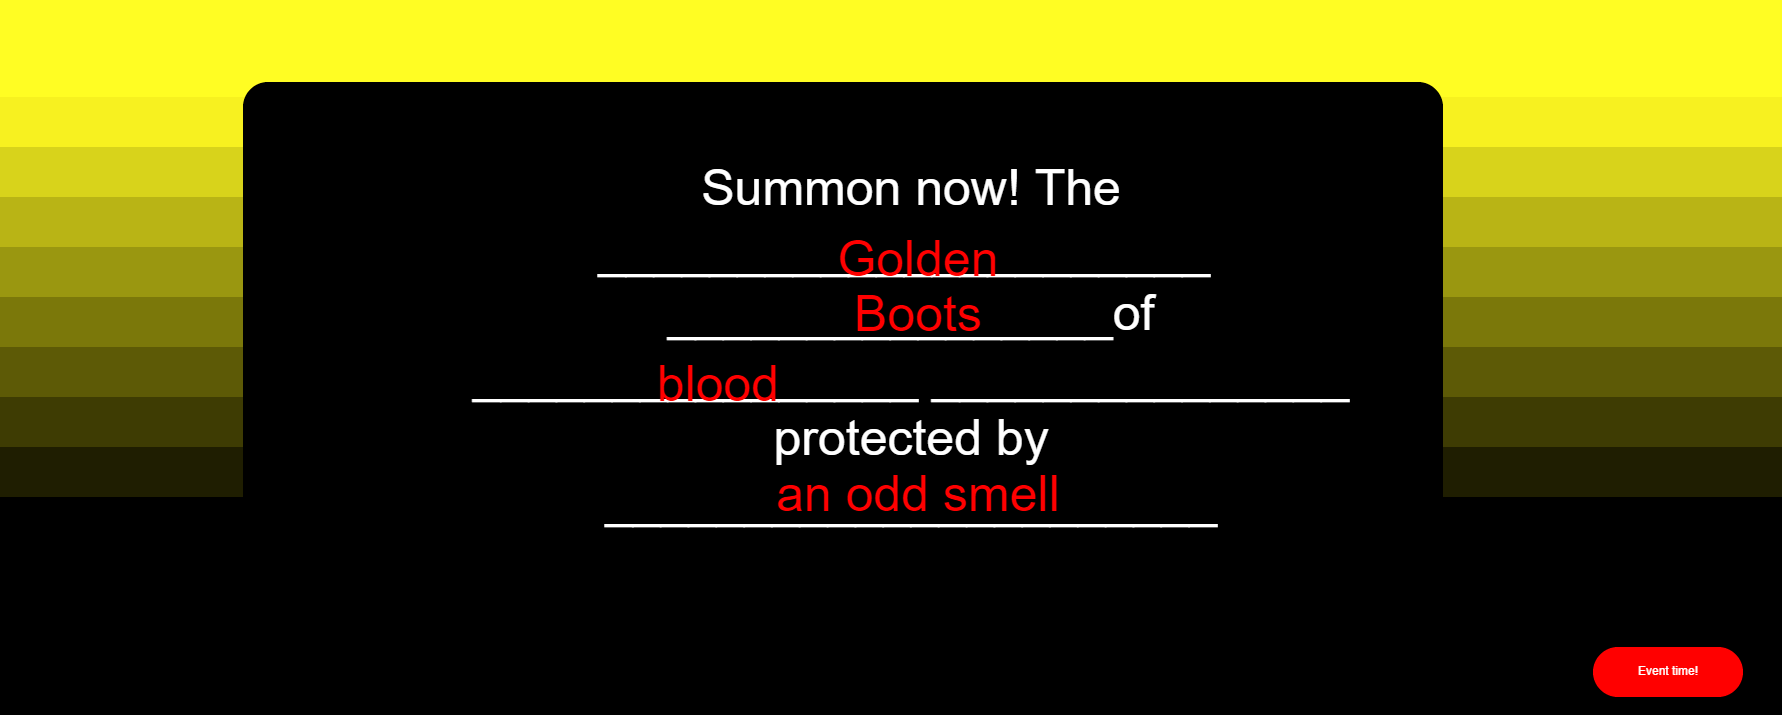 Summon now! The
Golden
Boots of
blood
protected by
an odd smell
Event time!